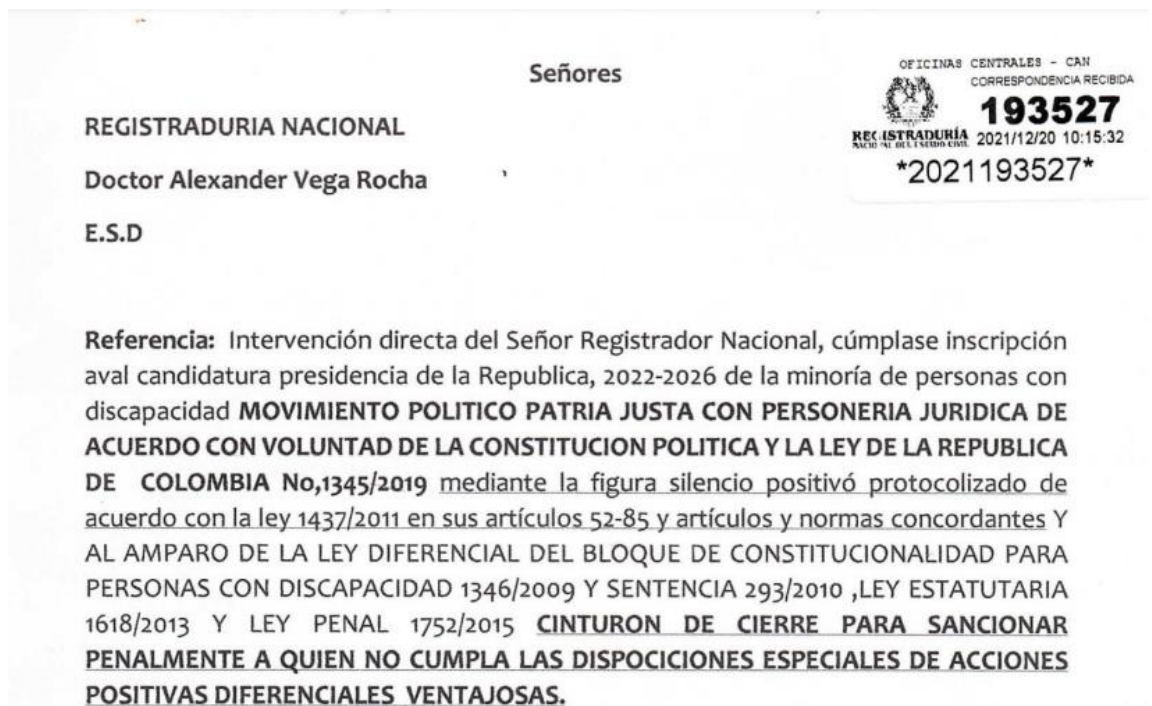 Señores
OFICINAS CENTRALES - CAN
CORRESPONDENCIA RECIBIDA
193527
REGISTRADURÍA
NACIONAL DEL ESTADO CIVIL
2021/12/20 10:15:32
*2021193527*
REGISTRADURIA NACIONAL
Doctor Alexander Vega Rocha
E.S.D
Referencia: Intervención directa del Señor Registrador Nacional, cúmplase inscripción
aval candidatura presidencia de la Republica, 2022-2026 de la minoría de personas con
discapacidad MOVIMIENTO POLITICO PATRIA JUSTA CON PERSONERIA JURIDICA DE
ACUERDO CON VOLUNTAD DE LA CONSTITUCION POLITICA Y LA LEY DE LA REPUBLICA
DE COLOMBIA No,1345/2019 mediante la figura silencio positivó protocolizado de
acuerdo con la ley 1437/2011 en sus artículos 52-85 y artículos y normas concordantes Y
AL AMPARO DE LA LEY DIFERENCIAL DEL BLOQUE DE CONSTITUCIONALIDAD PARA
PERSONAS CON DISCAPACIDAD 1346/2009 Y SENTENCIA 293/2010 ,LEY ESTATUTARIA
1618/2013 Y LEY PENAL 1752/2015 CINTURON DE CIERRE PARA SANCIONAR
PENALMENTE A QUIEN NO CUMPLA LAS DISPOCICIONES ESPECIALES DE ACCIONES
POSITIVAS DIFERENCIALES VENTAJOSAS.